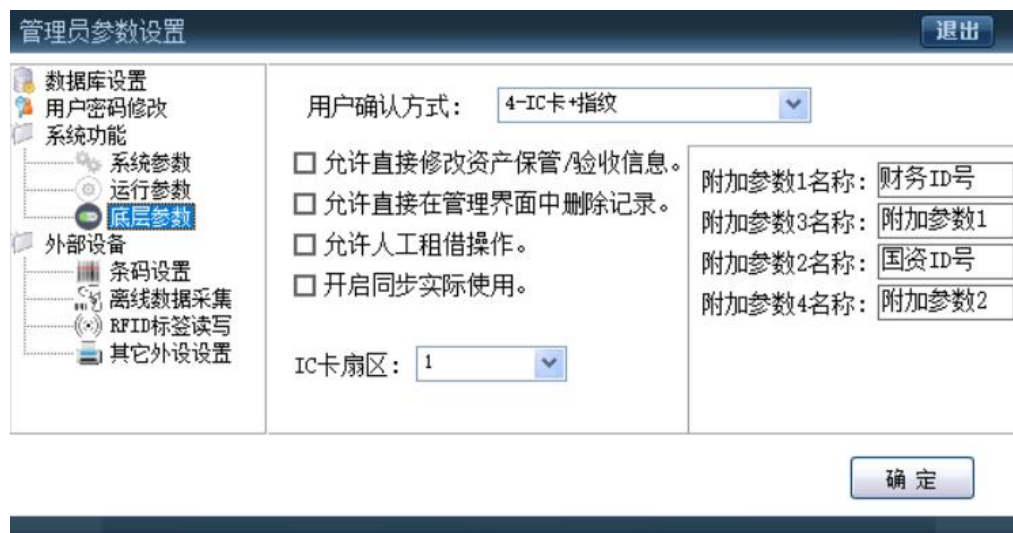 管理员参数设置
退出
数据库设置
用户密码修改
系统功能
系统参数
运行参数
底层参数
外部设备
条码设置
离线数据采集
RFID标签读写
其它外设设置
用户确认方式：
4-IC卡+指纹
允许直接修改资产保管/验收信息。
允许直接在管理界面中删除记录。
允许人工租借操作。
开启同步实际使用。
IC卡扇区：
1
附加参数1名称：财务ID号
附加参数3名称：附加参数1
附加参数2名称：国资ID号
附加参数4名称：附加参数2
确 定